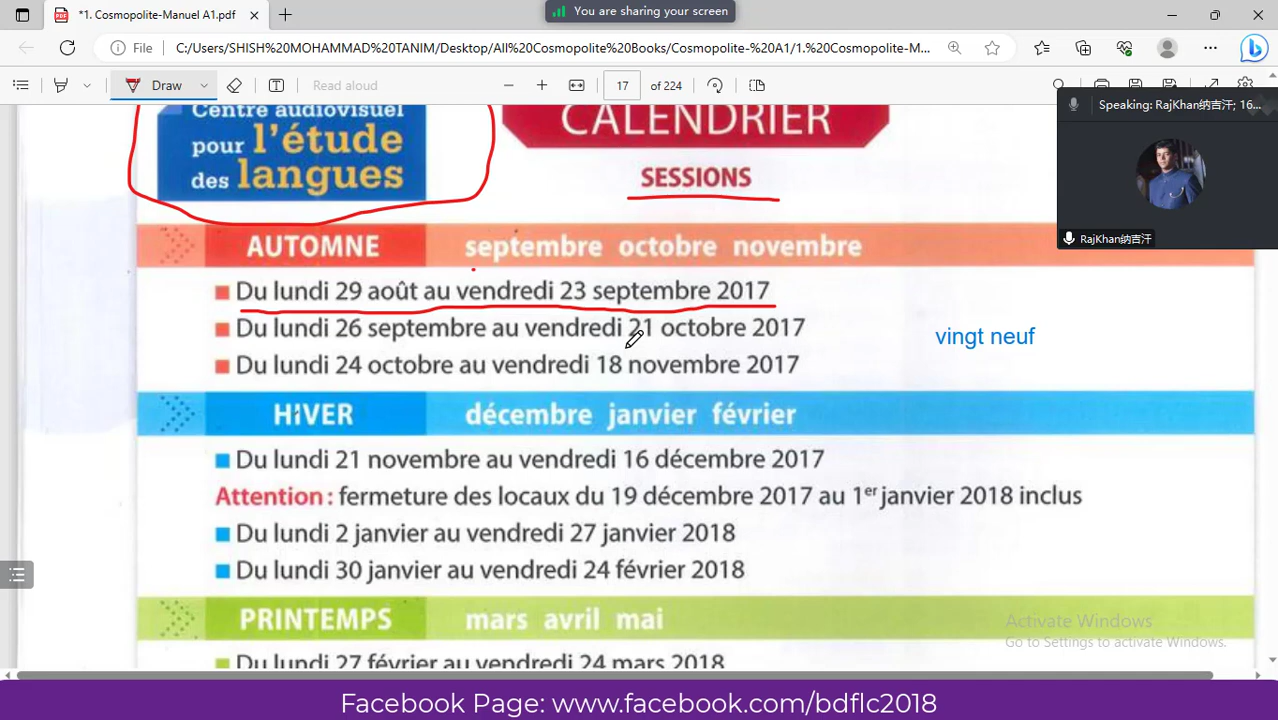 *1. Cosmopolite-Manuel A1.pdf
You are sharing your screen
File C:/Users/SHISH%20MOHAMMAD%20TANIM/Desktop/All%20Cosmopolite%20Books/Cosmopolite-%20A1/1.%20Cosmopolite-M...
Draw Read aloud 17 of 224
Speaking: RajKhan纳吉汗; 16...
RajKhan纳吉汗
Centre audiovisuel
pour l'étude
des langues
CALENDRIER
SESSIONS
AUTOMNE septembre octobre novembre
Du lundi 29 août au vendredi 23 septembre 2017
Du lundi 26 septembre au vendredi 21 octobre 2017
vingt neuf
Du lundi 24 octobre au vendredi 18 novembre 2017
HIVER décembre janvier février
Du lundi 21 novembre au vendredi 16 décembre 2017
Attention : fermeture des locaux du 19 décembre 2017 au 1er janvier 2018 inclus
Du lundi 2 janvier au vendredi 27 janvier 2018
Du lundi 30 janvier au vendredi 24 février 2018
PRINTEMPS mars avril mai
Du lundi 27 février au vendredi 24 mars 2018
Activate Windows
Go to Settings to activate Windows.
Facebook Page: www.facebook.com/bdflc2018